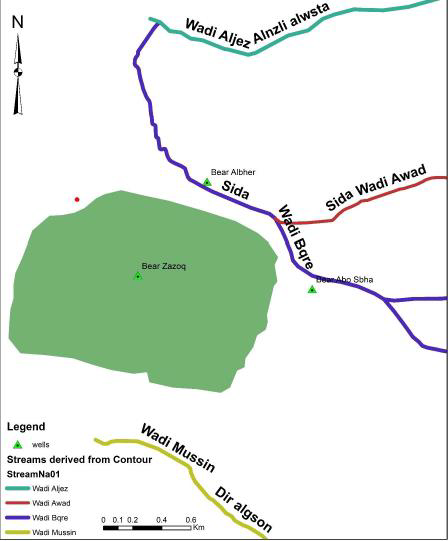 N
Wadi Aljez Alnzli alwsta
Bear Albher
Sida
Sida Wadi Awad
Wadi Bqre
Bear Zazoq
Bear Abo Sbha
Legend
wells
Streams derived from Contour
StreamNa01
Wadi Aljez
Wadi Awad
Wadi Bqre
Wadi Mussin
Wadi Mussin
Dir algson
0 0.1 0.2 0.4 0.6
Km